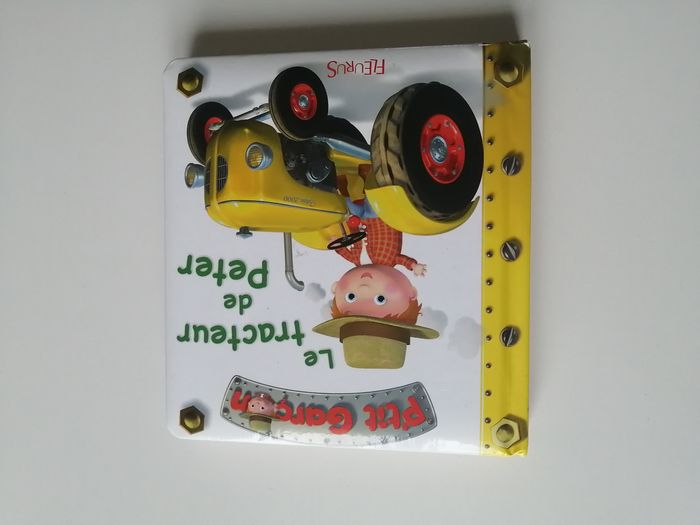 P'tit Garçon
Le tracteur
de
Peter
FLEURUS